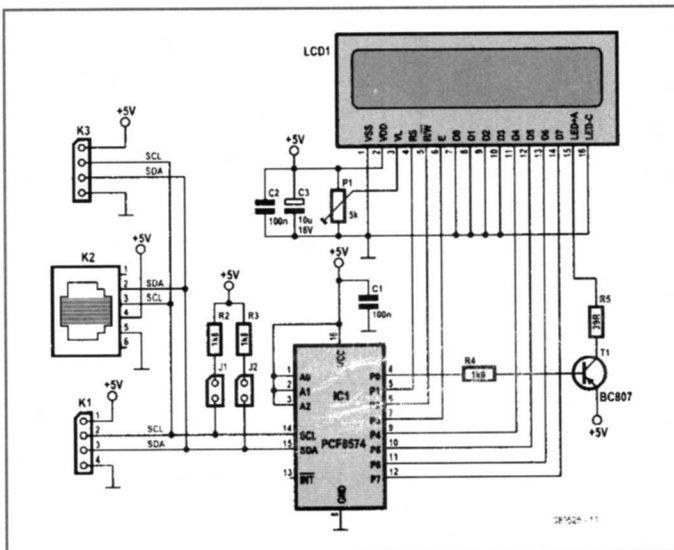 LCD1
VSS
VDD
VL
RS
R/W
E
D0
D1
D2
D3
D4
D5
D6
D7
LED+A
LED-C
1
2
3
4
5
6
7
8
9
10
11
12
13
14
15
16
K3
+5V
SCL
SDA
+5V
C2
100n
C3
10u
16V
P1
5k
K2
+5V
1
2
3
4
5
6
SDA
SCL
+5V
R2
1k8
R3
1k8
J1
J2
+5V
C1
100n
R5
39R
T1
BC807
+5V
R4
1k8
K1
+5V
1
2
3
4
SCL
SDA
16
VCC
IC1
PCF8574
1
2
3
A0
A1
A2
14
15
13
SCL
SDA
INT
GND
8
P0
P1
P2
P3
P4
P5
P6
P7
4
5
6
7
9
10
11
12